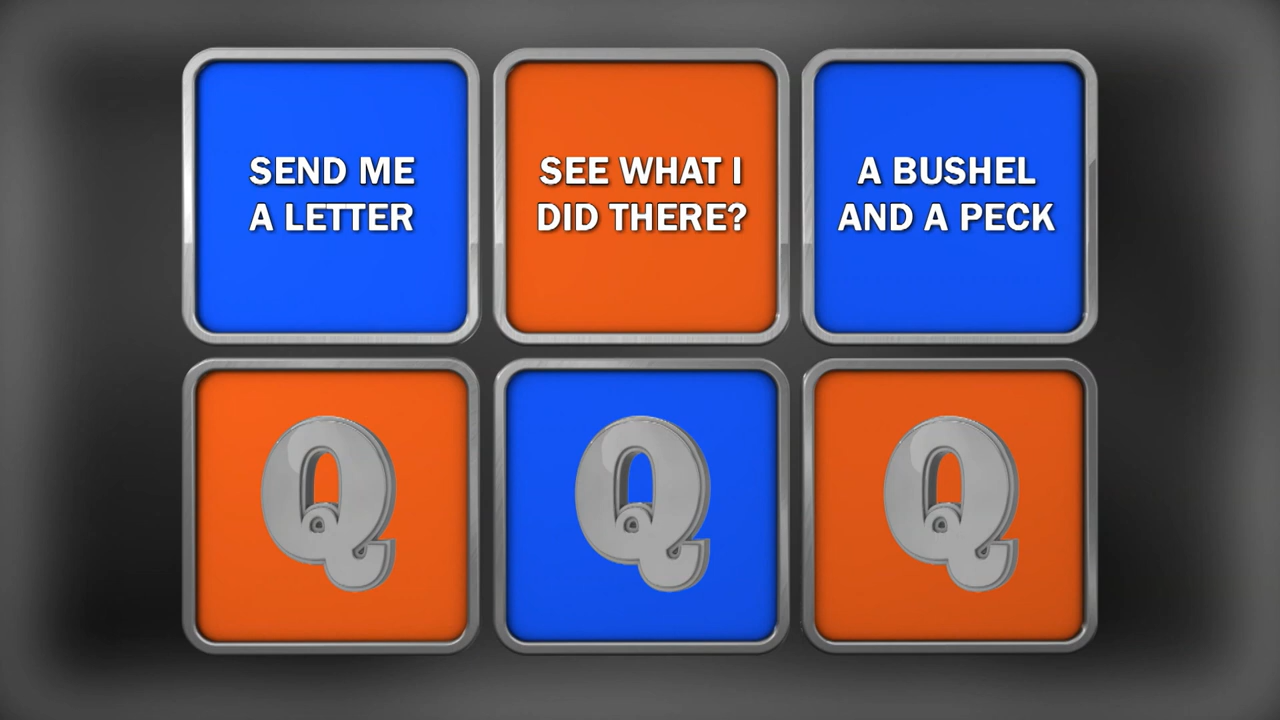 SEND ME
A LETTER
SEE WHAT I
DID THERE?
A BUSHEL
AND A PECK
Q
Q
Q